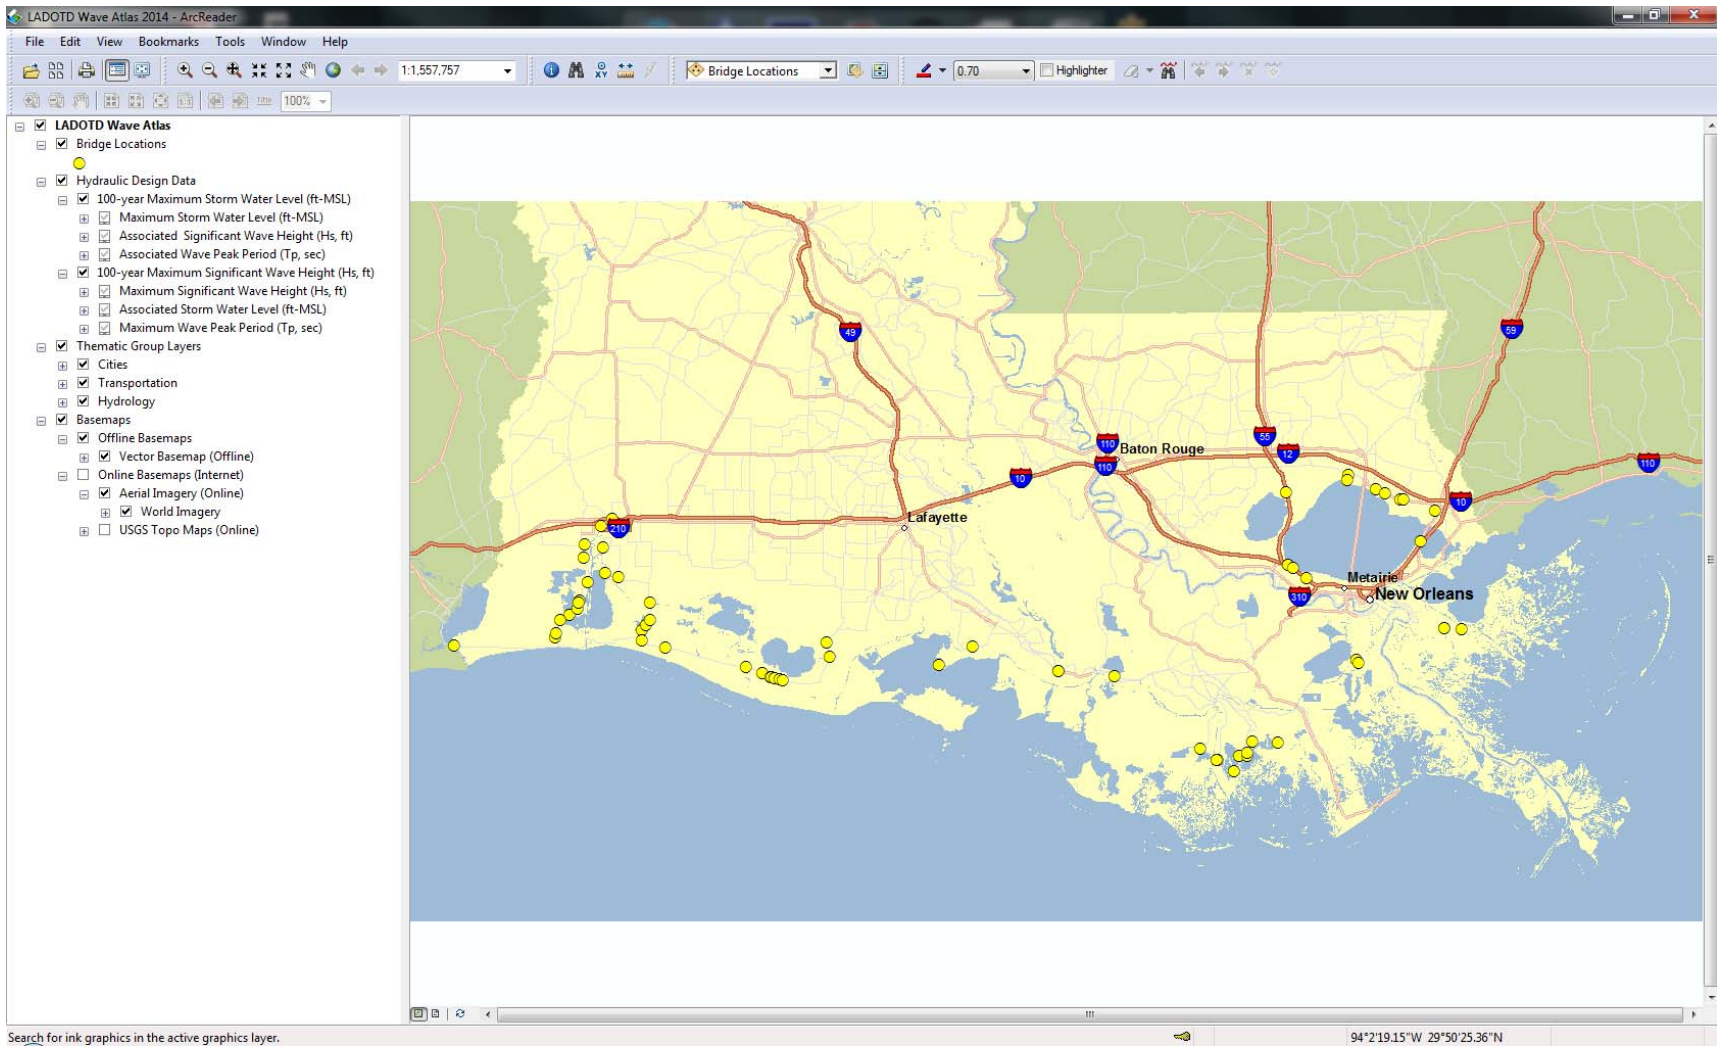 LADOTD Wave Atlas 2014 - ArcReader
File Edit View Bookmarks Tools Window Help
1:1,557,757 Bridge Locations 0.70 Highlighter
Title 100%
LADOTD Wave Atlas
Bridge Locations
Hydraulic Design Data
100-year Maximum Storm Water Level (ft-MSL)
Maximum Storm Water Level (ft-MSL)
Associated Significant Wave Height (Hs, ft)
Associated Wave Peak Period (Tp, sec)
100-year Maximum Significant Wave Height (Hs, ft)
Maximum Significant Wave Height (Hs, ft)
Associated Storm Water Level (ft-MSL)
Maximum Wave Peak Period (Tp, sec)
Thematic Group Layers
Cities
Transportation
Hydrology
Basemaps
Offline Basemaps
Vector Basemap (Offline)
Online Basemaps (Internet)
Aerial Imagery (Online)
World Imagery
USGS Topo Maps (Online)
49
59
55
110
Baton Rouge
12
110
110
10
10
Lafayette
210
Metairie
310
New Orleans
Search for ink graphics in the active graphics layer.
94°2'19.15"W 29°50'25.36"N